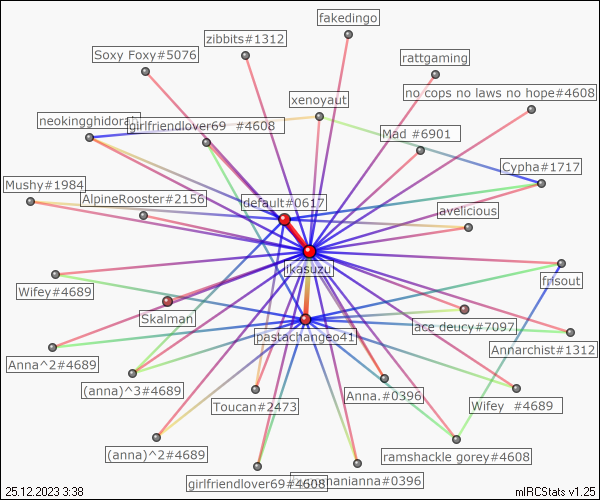 fakedingo
zibbits#1312
Soxy Foxy#5076
rattgaming
no cops no laws no hope#4608
xenoyaut
neokingghidorah
girlfriendlover69 #4608
Mad #6901
Cypha#1717
Mushy#1984
AlpineRooster#2156
default#0617
avelicious
ikasuzu
frisout
Wifey#4689
Skalman
ace deucy#7097
pastachangeo41
Annarchist#1312
Anna^2#4689
(anna)^3#4689
Anna.#0396
Wifey #4689
Toucan#2473
(anna)^2#4689
ramshackle gorey#4608
girlfriendlover69#4608
nianna#0396
25.12.2023 3:38
mIRCStats v1.25